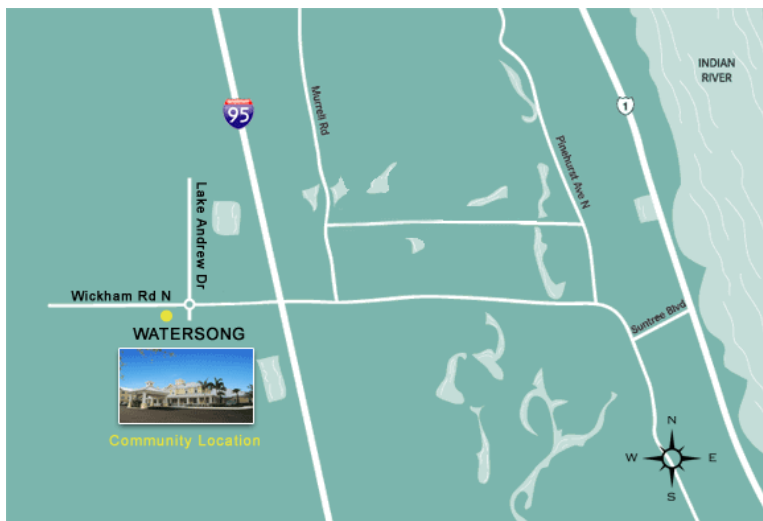 INDIAN
RIVER
95
1
Murrell Rd
Pinehurst Ave N
Lake Andrew Dr
Wickham Rd N
WATERSONG
Suntree Blvd
Community Location
N
W
E
S